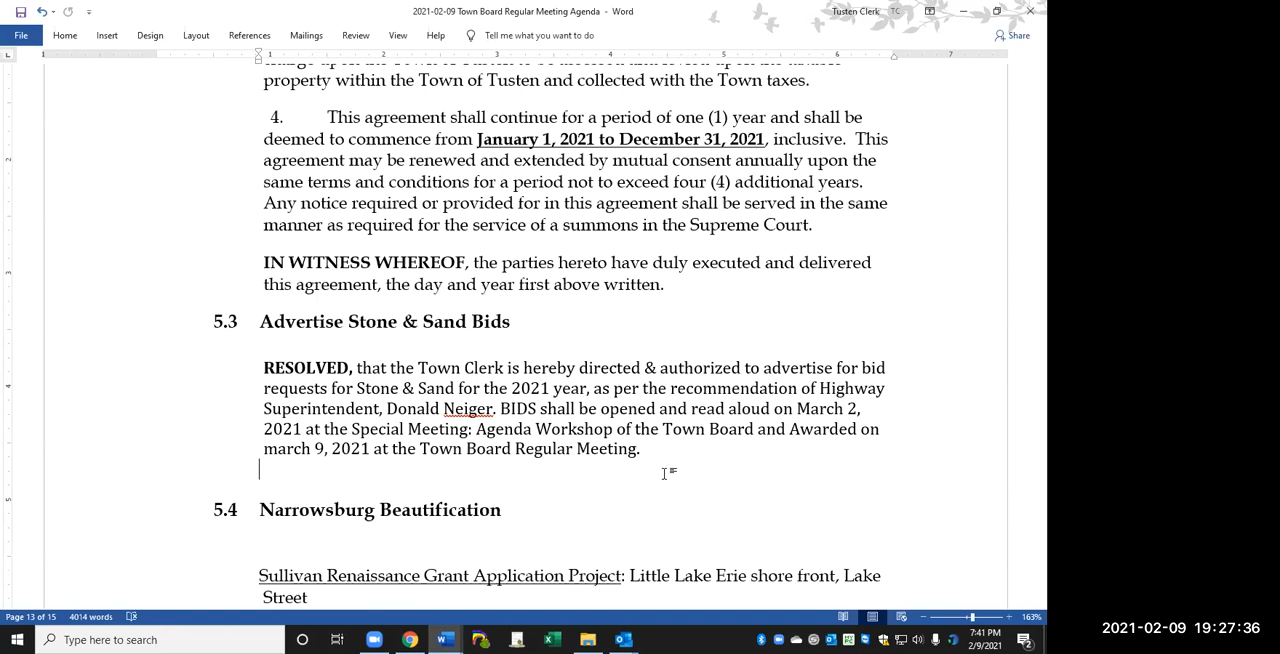 2021-02-09 Town Board Regular Meeting Agenda - Word
Tusten Clerk TC
File Home Insert Design Layout References Mailings Review View Help Tell me what you want to do Share
1 1 2 3 4 5 6 7
property within the Town of Tusten and collected with the Town taxes.
4. This agreement shall continue for a period of one (1) year and shall be
deemed to commence from January 1, 2021 to December 31, 2021, inclusive. This
agreement may be renewed and extended by mutual consent annually upon the
same terms and conditions for a period not to exceed four (4) additional years.
Any notice required or provided for in this agreement shall be served in the same
manner as required for the service of a summons in the Supreme Court.
IN WITNESS WHEREOF, the parties hereto have duly executed and delivered
this agreement, the day and year first above written.
5.3 Advertise Stone & Sand Bids
RESOLVED, that the Town Clerk is hereby directed & authorized to advertise for bid
requests for Stone & Sand for the 2021 year, as per the recommendation of Highway
Superintendent, Donald Neiger. BIDS shall be opened and read aloud on March 2,
2021 at the Special Meeting: Agenda Workshop of the Town Board and Awarded on
march 9, 2021 at the Town Board Regular Meeting.
5.4 Narrowsburg Beautification
Sullivan Renaissance Grant Application Project: Little Lake Erie shore front, Lake
Street
Page 13 of 15 4014 words 163%
Type here to search
7:41 PM
2/9/2021
2021-02-09 19:27:36